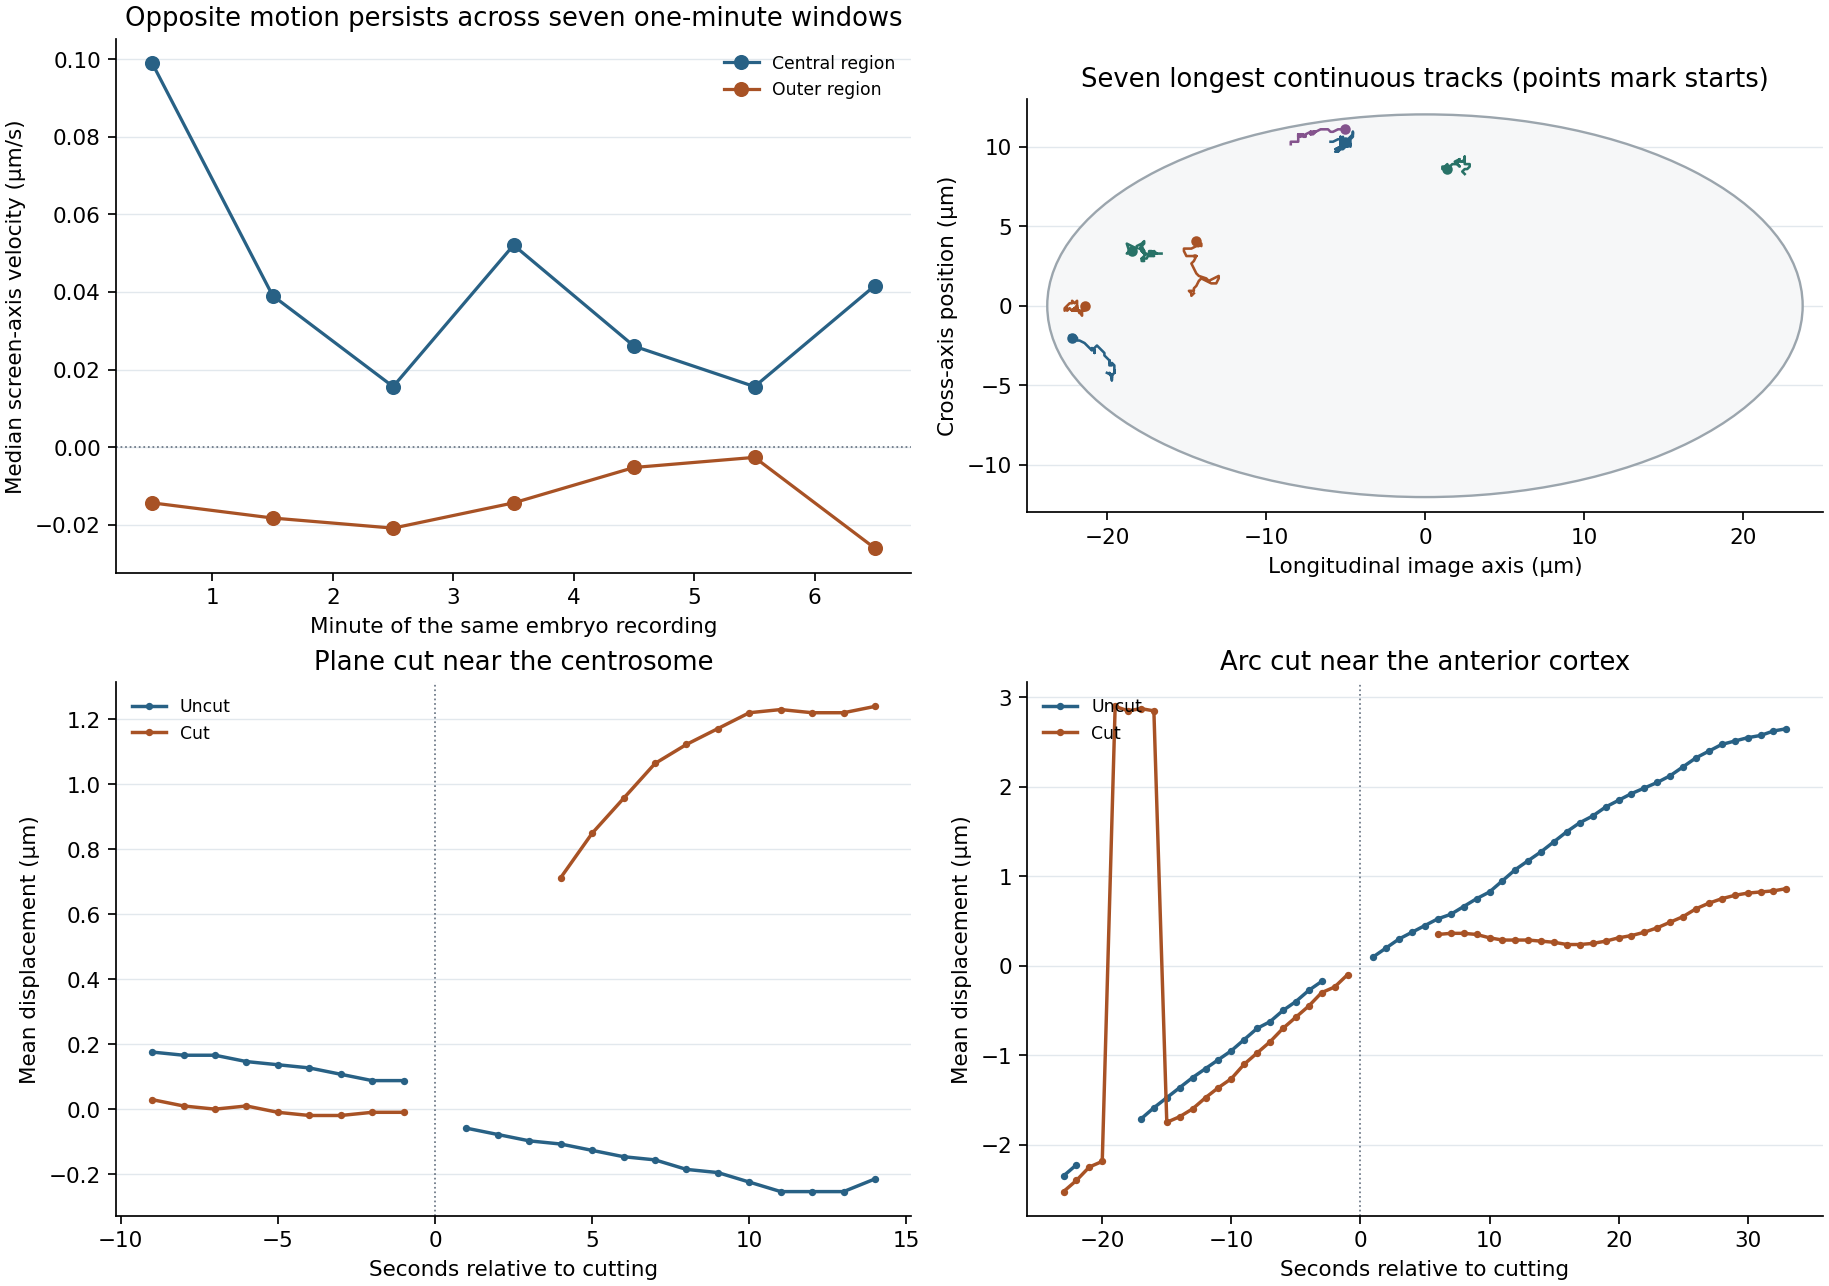 Opposite motion persists across seven one-minute windows
Median screen-axis velocity (µm/s)
0.10
0.08
0.06
0.04
0.02
0.00
−0.02
Central region
Outer region
1 2 3 4 5 6
Minute of the same embryo recording
Seven longest continuous tracks (points mark starts)
Cross-axis position (µm)
10
5
0
−5
−10
−20 −10 0 10 20
Longitudinal image axis (µm)
Plane cut near the centrosome
Mean displacement (µm)
1.2
1.0
0.8
0.6
0.4
0.2
0.0
−0.2
Uncut
Cut
−10 −5 0 5 10 15
Seconds relative to cutting
Arc cut near the anterior cortex
Mean displacement (µm)
3
2
1
0
−1
−2
Uncut
Cut
−20 −10 0 10 20 30
Seconds relative to cutting